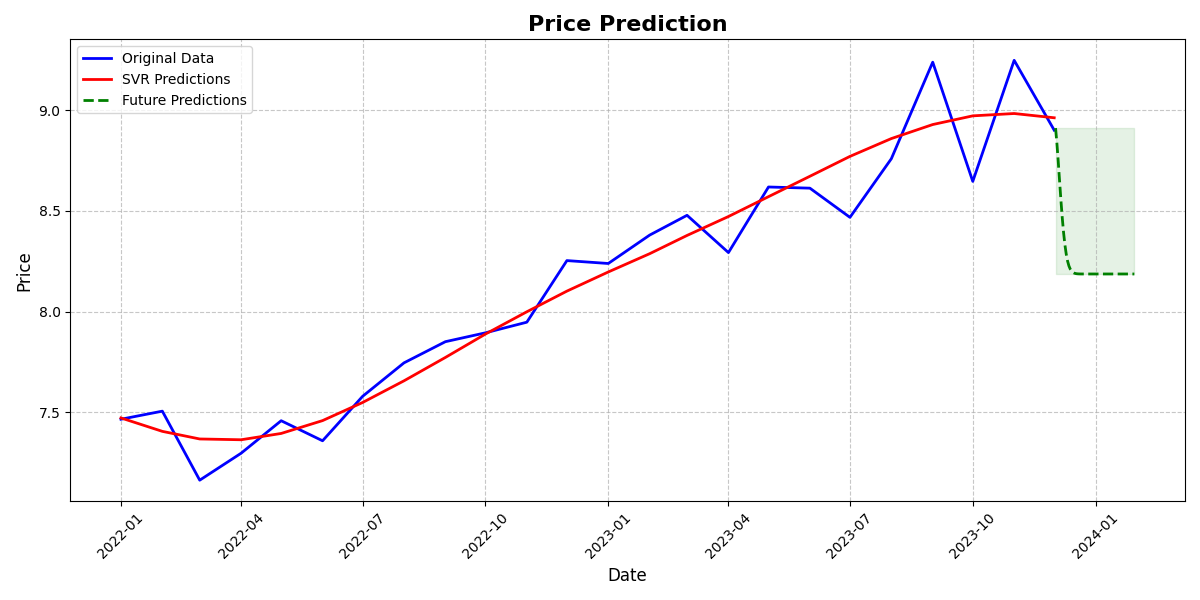 Price Prediction
Original Data
SVR Predictions
Future Predictions
Price
9.0
8.5
8.0
7.5
2022-01
2022-04
2022-07
2022-10
2023-01
2023-04
2023-07
2023-10
2024-01
Date